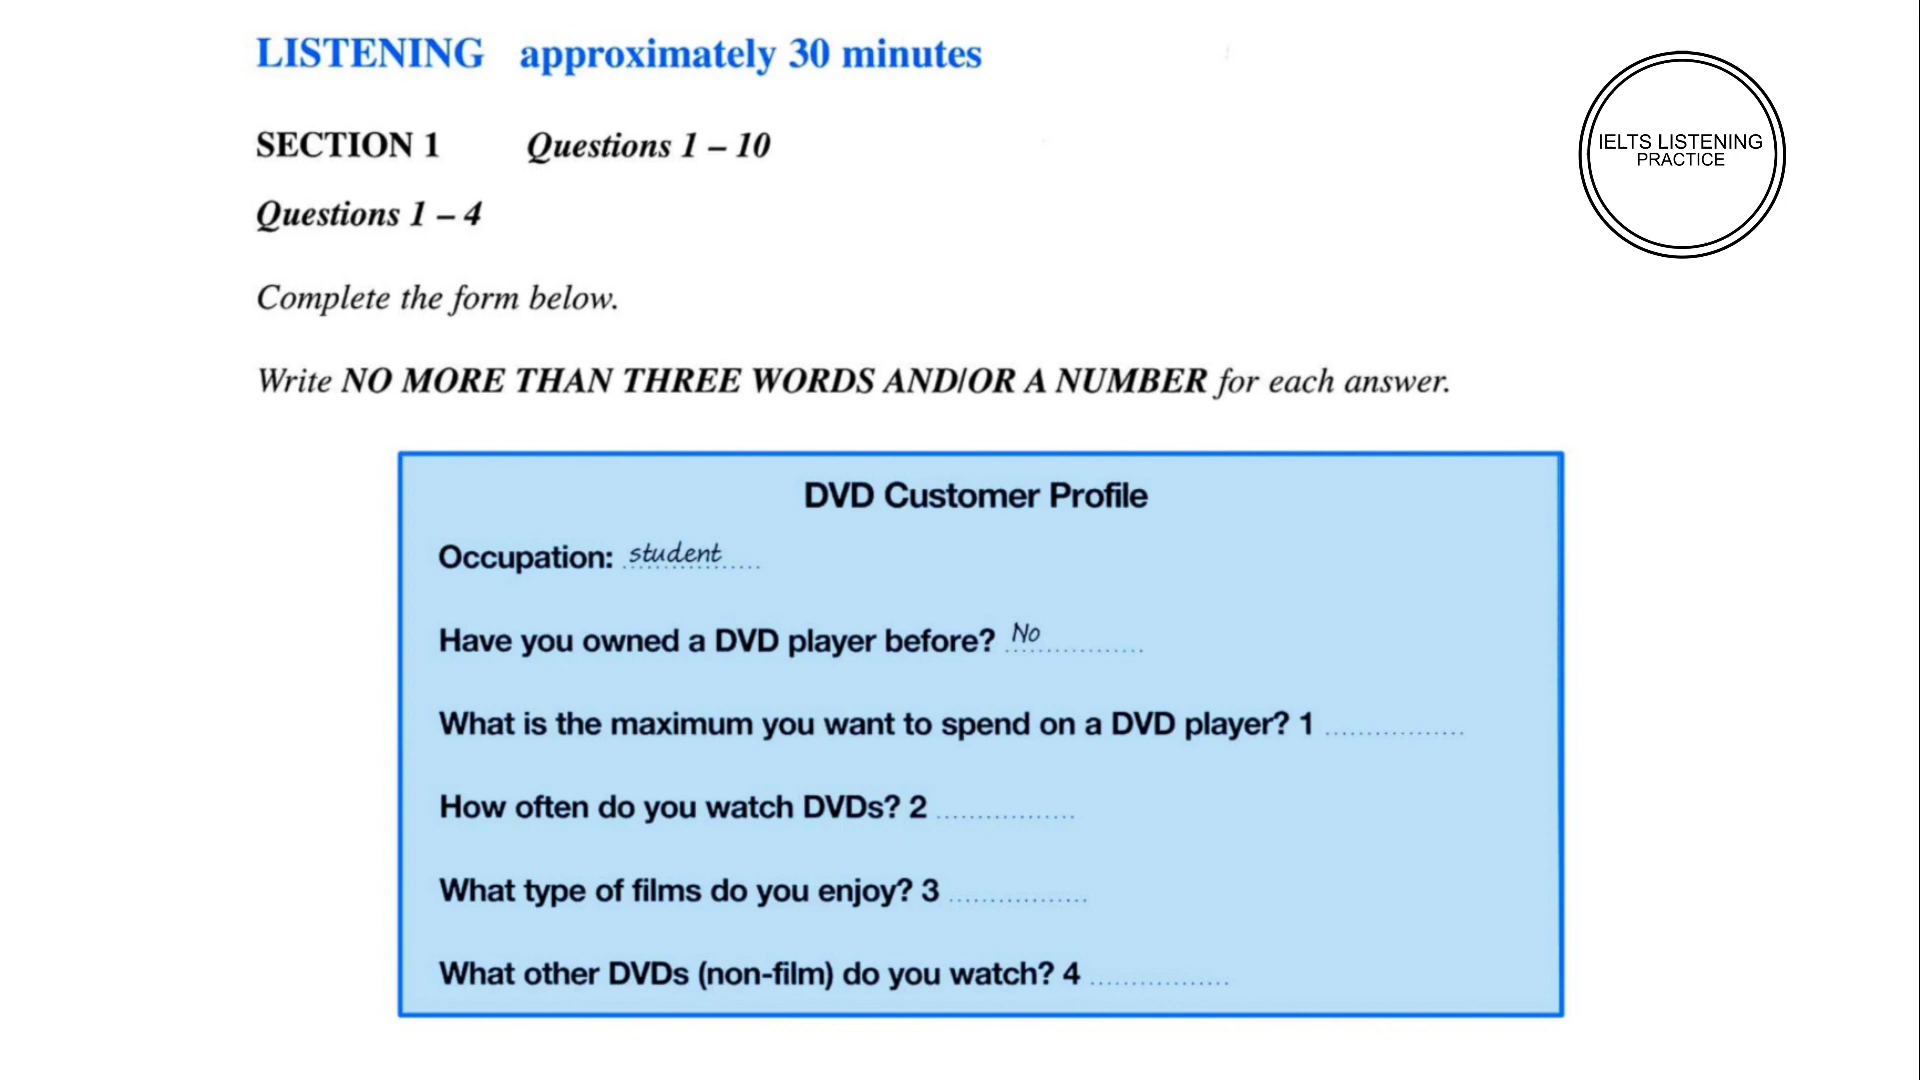 LISTENING approximately 30 minutes
IELTS LISTENING
PRACTICE
SECTION 1 Questions 1 – 10
Questions 1 – 4
Complete the form below.
Write NO MORE THAN THREE WORDS AND/OR A NUMBER for each answer.
DVD Customer Profile
Occupation: student
Have you owned a DVD player before? No
What is the maximum you want to spend on a DVD player? 1 .................
How often do you watch DVDs? 2 .................
What type of films do you enjoy? 3 .................
What other DVDs (non-film) do you watch? 4 .................